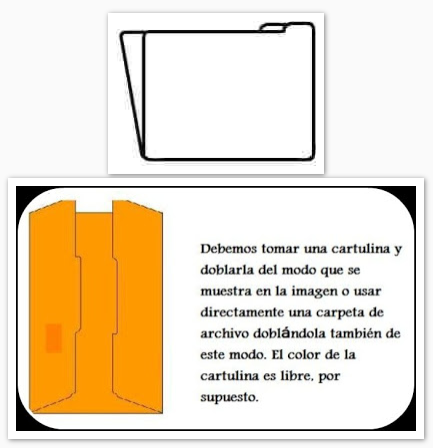 Debemos tomar una cartulina y
doblarla del modo que se
muestra en la imagen o usar
directamente una carpeta de
archivo doblándola también de
este modo. El color de la
cartulina es libre, por
supuesto.